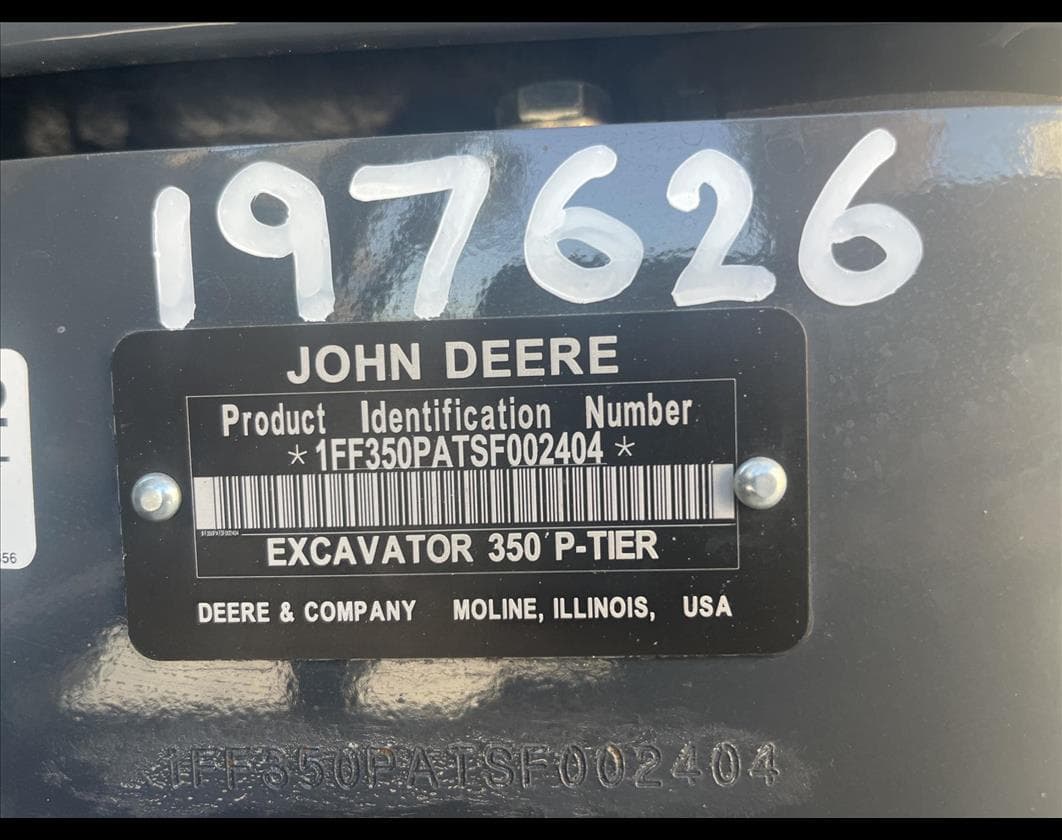 197626
JOHN DEERE
Product Identification Number
*1FF350PATSF002404*
EXCAVATOR 350 P-TIER
DEERE & COMPANY MOLINE, ILLINOIS, USA
1FF350PATSF002404